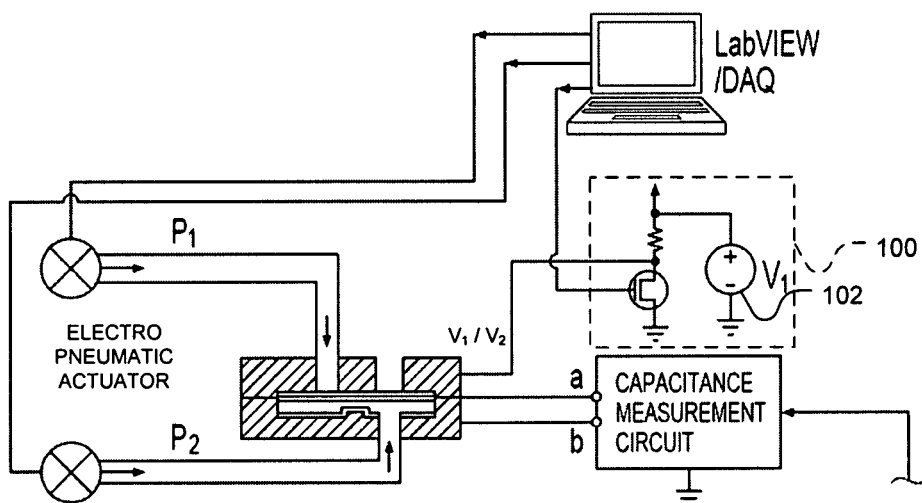 LabVIEW
/DAQ
P1
100
V1
102
ELECTRO
PNEUMATIC
ACTUATOR
V1 / V2
a
CAPACITANCE
MEASUREMENT
CIRCUIT
b
P2